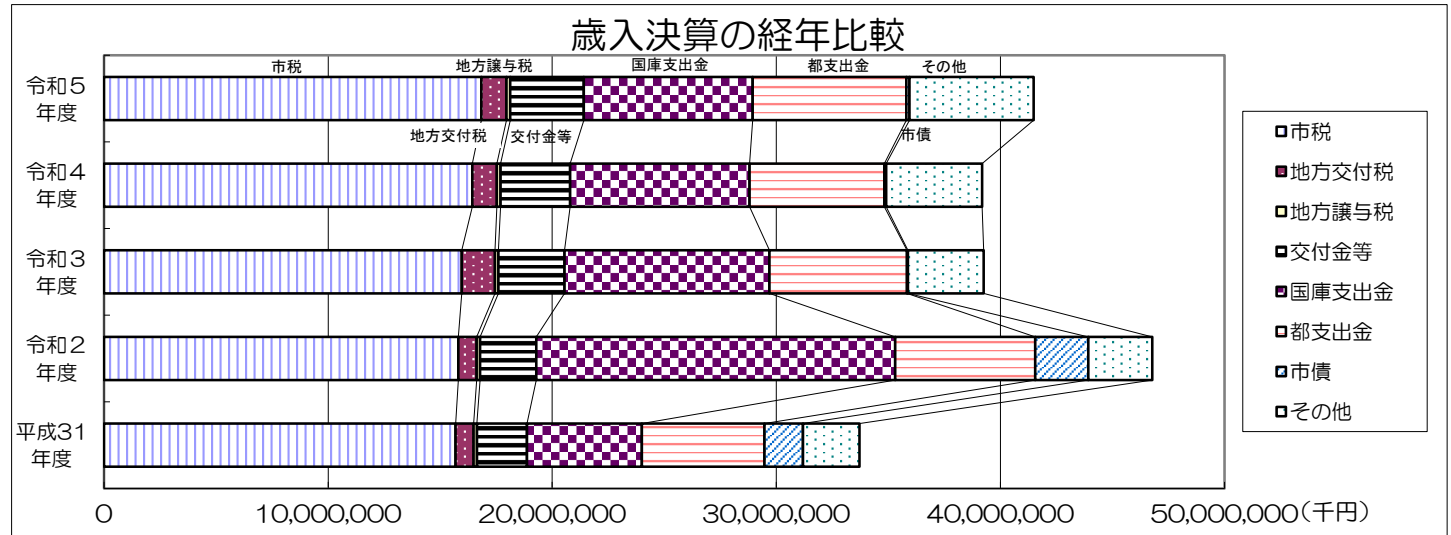 歳入決算の経年比較
市税
地方譲与税
国庫支出金
都支出金
その他
令和5
年度
地方交付税
交付金等
市債
令和4
年度
令和3
年度
令和2
年度
平成31
年度
0
10,000,000
20,000,000
30,000,000
40,000,000
50,000,000(千円)
市税
地方交付税
地方譲与税
交付金等
国庫支出金
都支出金
市債
その他